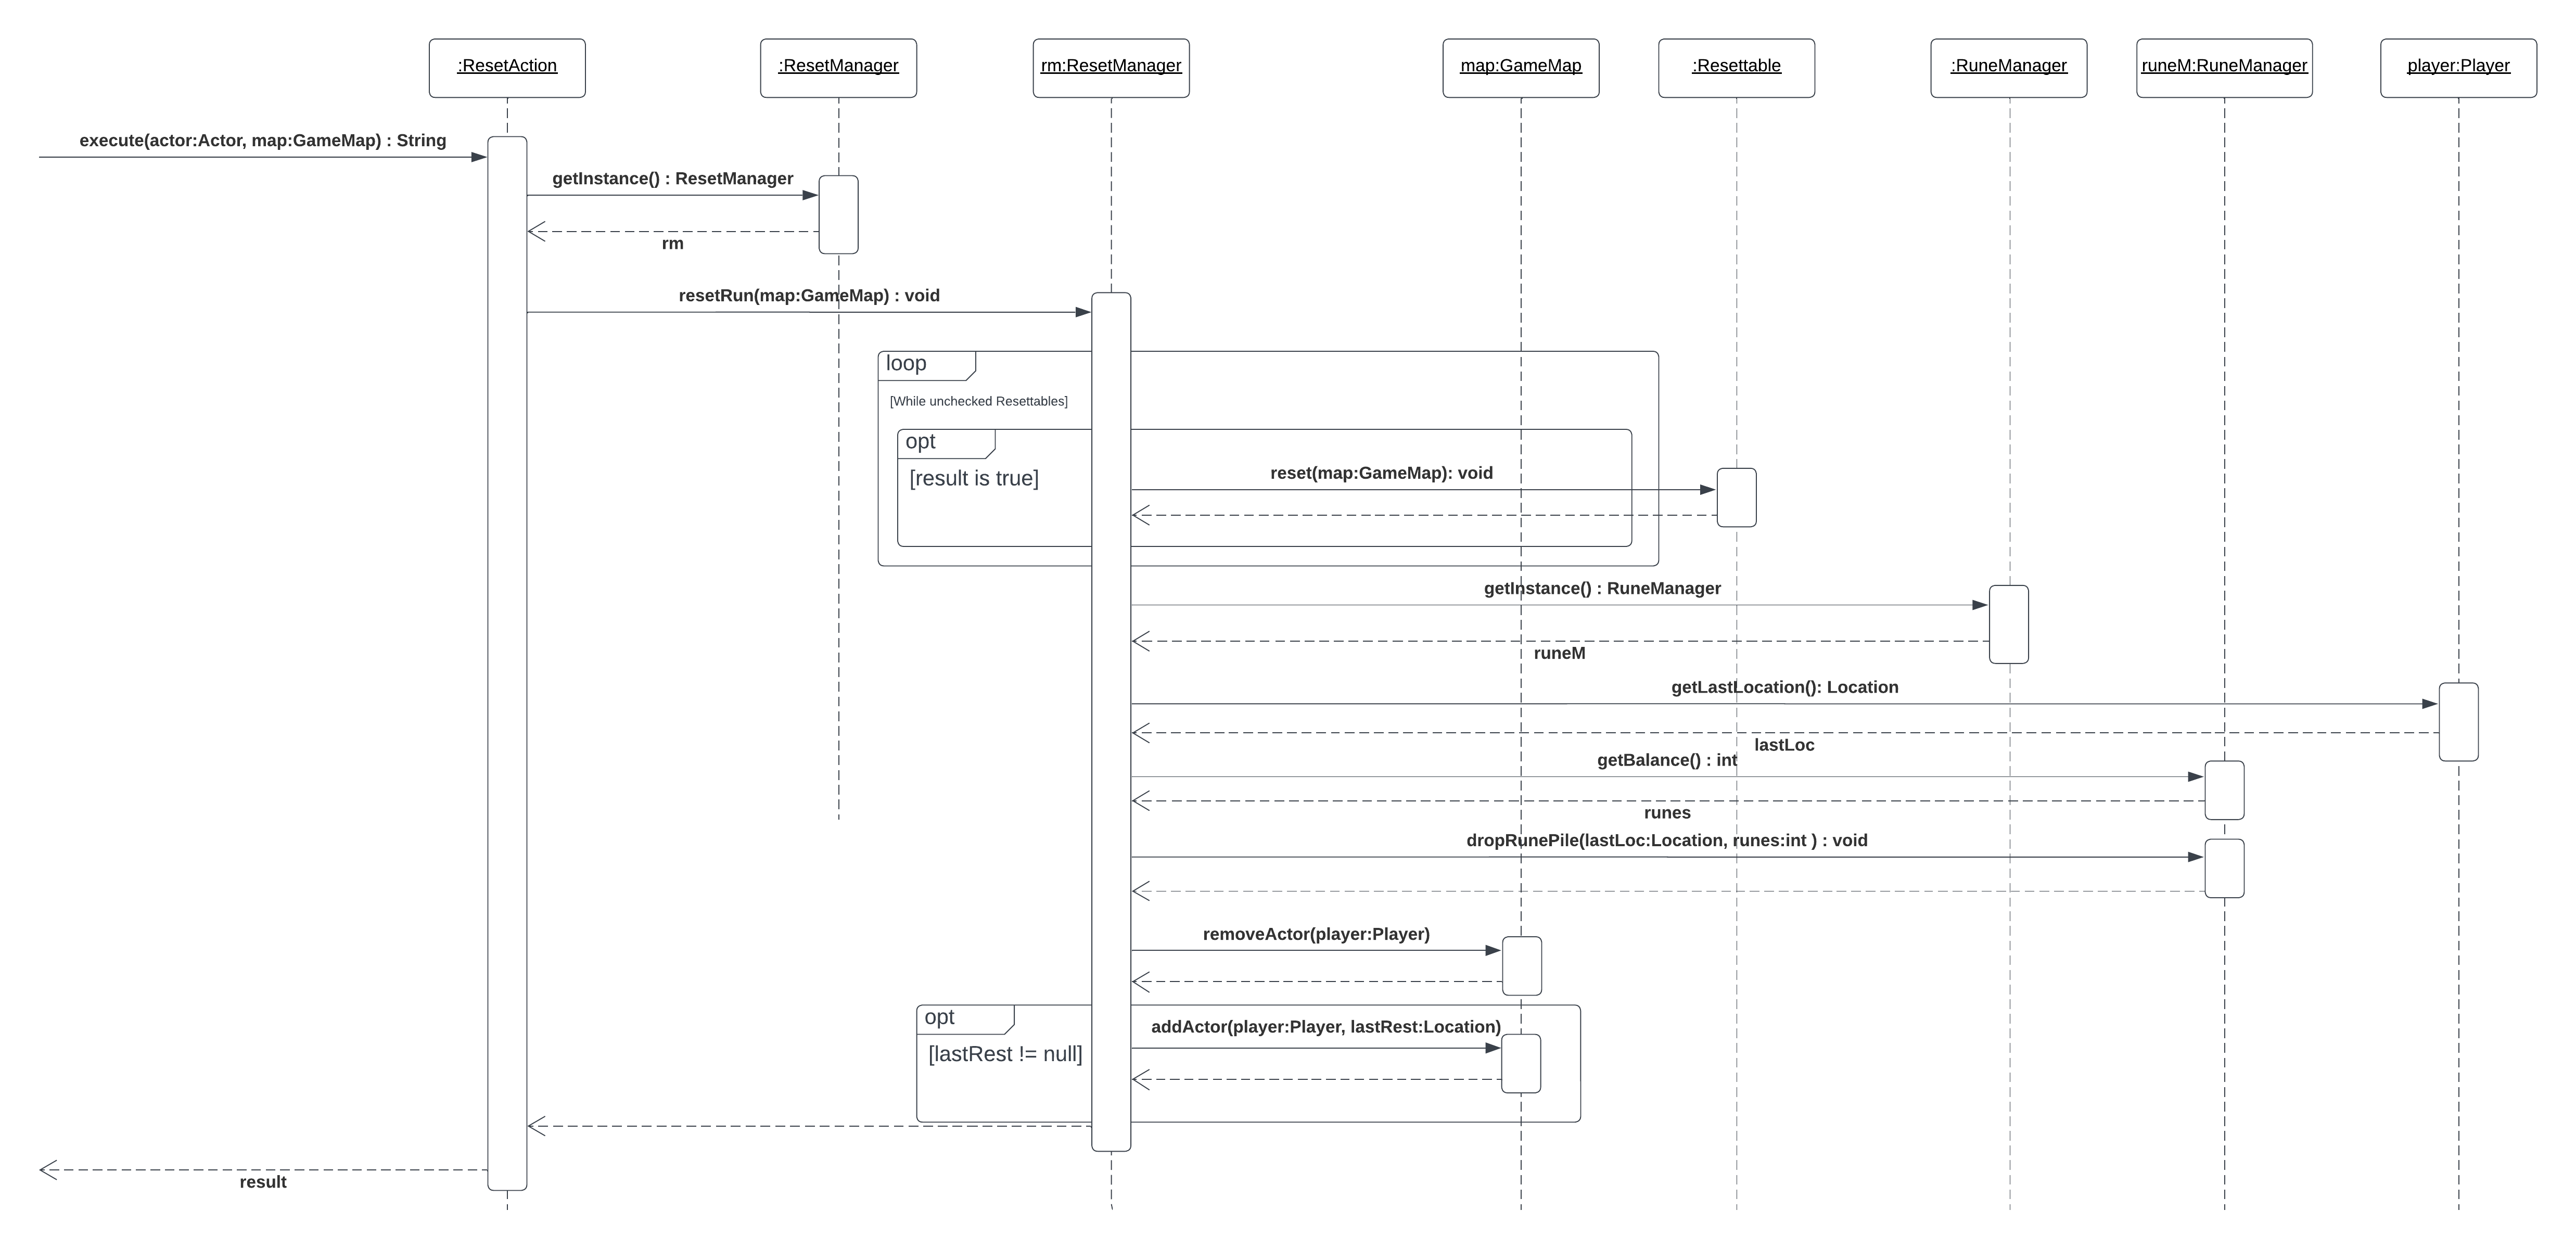 :ResetAction
:ResetManager
rm:ResetManager
map:GameMap
:Resettable
:RuneManager
runeM:RuneManager
player:Player
execute(actor:Actor, map:GameMap) : String
getInstance() : ResetManager
rm
resetRun(map:GameMap) : void
loop
[While unchecked Resettables]
opt
[result is true]
reset(map:GameMap): void
getInstance() : RuneManager
runeM
getLastLocation(): Location
lastLoc
getBalance() : int
runes
dropRunePile(lastLoc:Location, runes:int ) : void
removeActor(player:Player)
opt
addActor(player:Player, lastRest:Location)
[lastRest != null]
result